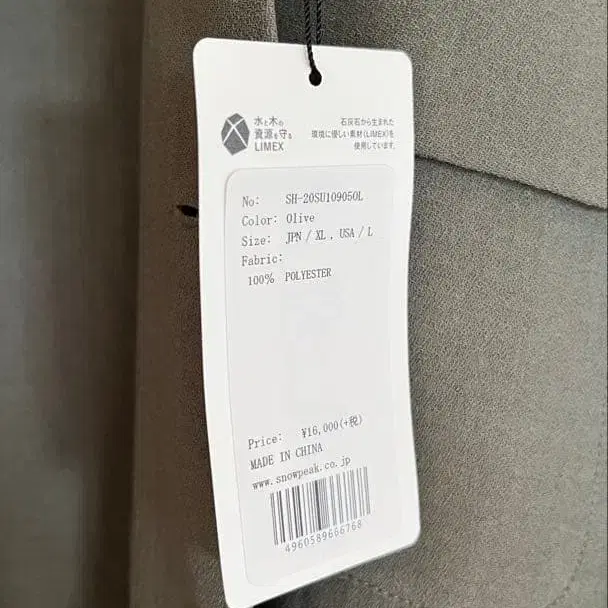 水と木の
資源を守る
LIMEX
石灰石から生まれた
環境に優しい素材(LIMEX)を
使用しています。
No: SH-20SU10905OL
Color: Olive
Size: JPN / XL , USA / L
Fabric:
100% POLYESTER
Price: ¥16,000(+税)
MADE IN CHINA
www.snowpeak.co.jp
4960589666768